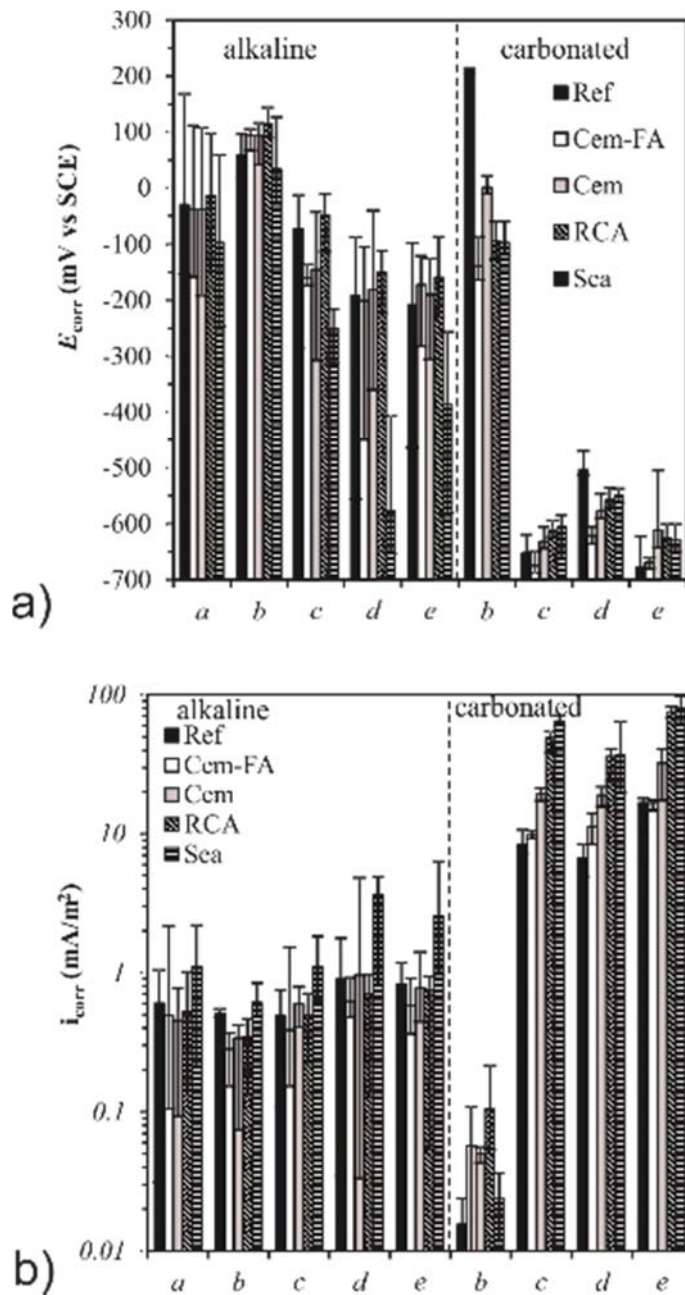 300
200
100
0
-100
-200
-300
-400
-500
-600
-700
E_corr (mV vs SCE)
alkaline
carbonated
Ref
Cem-FA
Cem
RCA
Sea
a b c d e b c d e
a)
100
10
1
0.1
0.01
i_corr (mA/m²)
alkaline
carbonated
Ref
Cem-FA
Cem
RCA
Sea
a b c d e b c d e
b)